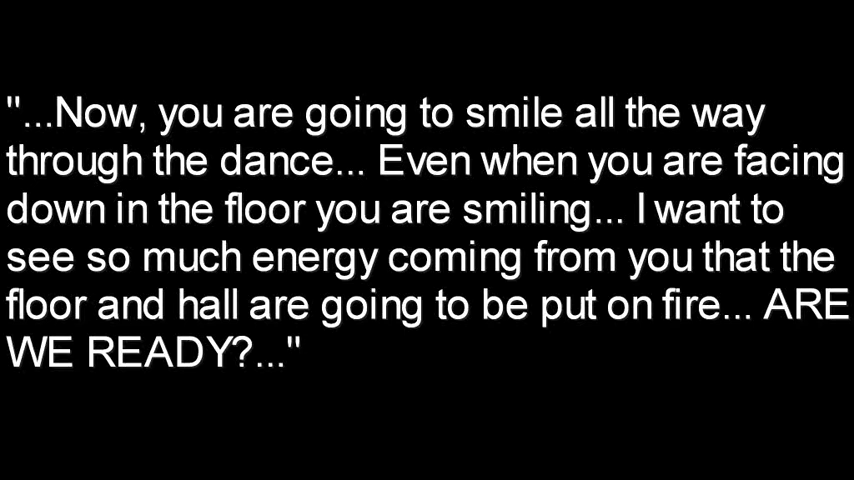 "...Now, you are going to smile all the way
through the dance... Even when you are facing
down in the floor you are smiling... I want to
see so much energy coming from you that the
floor and hall are going to be put on fire... ARE
WE READY?..."